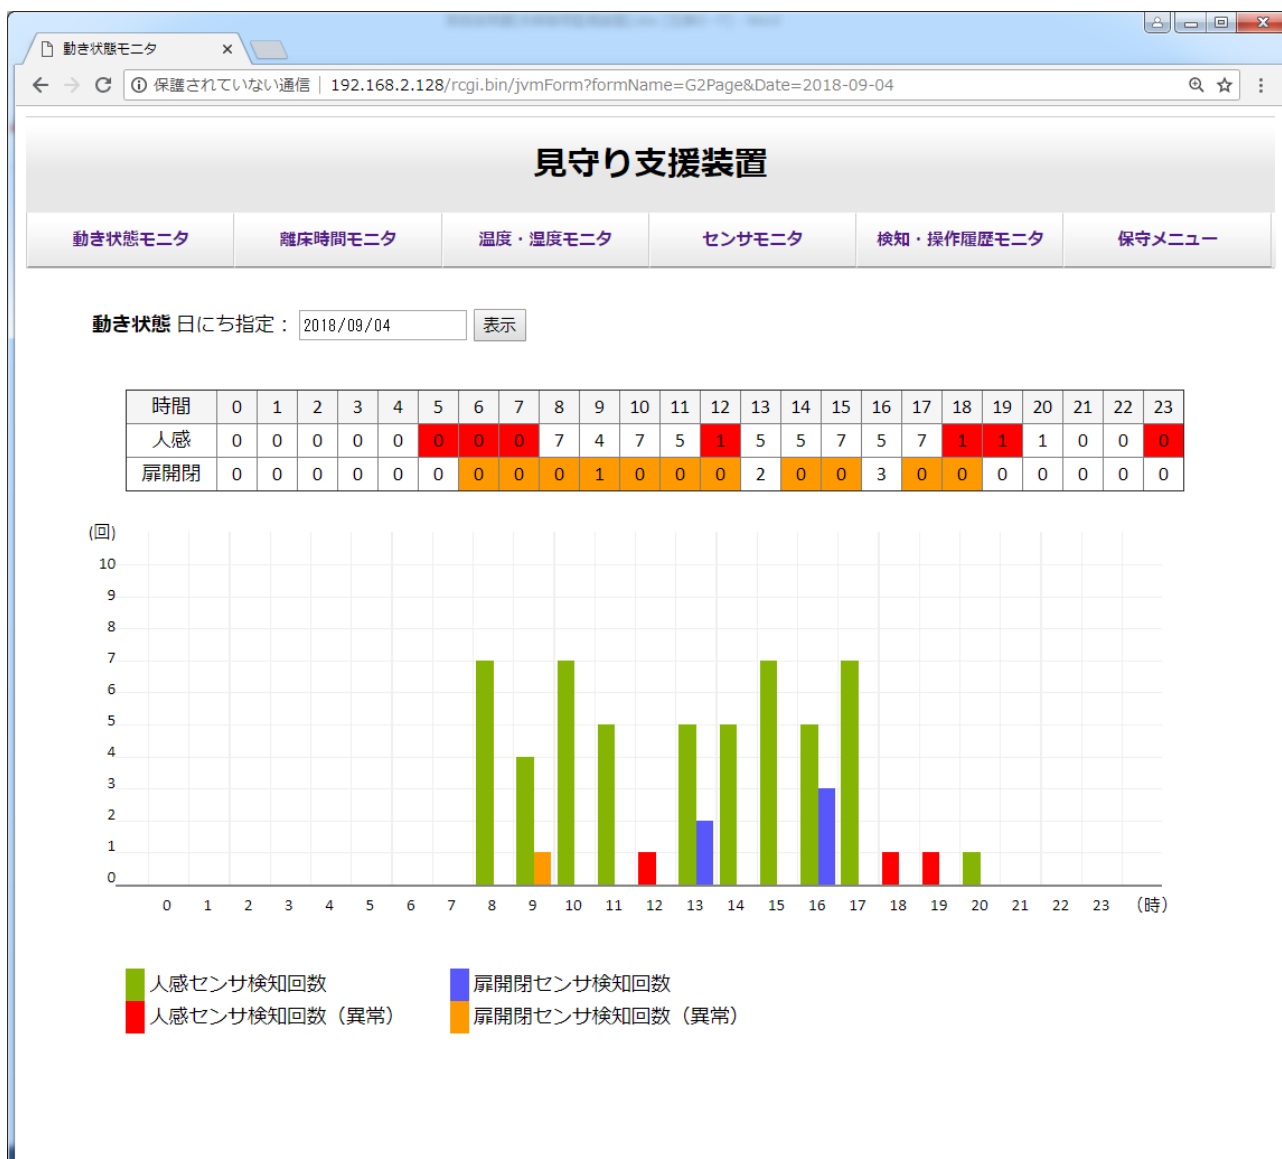 動き状態モニタ
保護されていない通信 | 192.168.2.128/rcgi.bin/jvmForm?formName=G2Page&Date=2018-09-04
見守り支援装置
動き状態モニタ 離床時間モニタ 温度・湿度モニタ センサモニタ 検知・操作履歴モニタ 保守メニュー
動き状態 日にち指定: 2018/09/04 表示
時間 0 1 2 3 4 5 6 7 8 9 10 11 12 13 14 15 16 17 18 19 20 21 22 23
人感 0 0 0 0 0 0 0 0 7 4 7 5 1 5 5 7 5 7 1 1 1 0 0 0
扉開閉 0 0 0 0 0 0 0 0 0 1 0 0 0 2 0 0 3 0 0 0 0 0 0 0
(回)
10
9
8
7
6
5
4
3
2
1
0
0 1 2 3 4 5 6 7 8 9 10 11 12 13 14 15 16 17 18 19 20 21 22 23 (時)
人感センサ検知回数 扉開閉センサ検知回数
人感センサ検知回数(異常) 扉開閉センサ検知回数(異常)